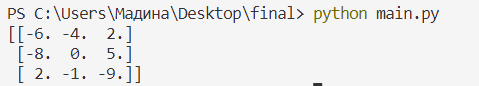 PS C:\Users\Мадина\Desktop\final> python main.py
[[-6. -4.  2.]
 [-8.  0.  5.]
 [ 2. -1. -9.]]